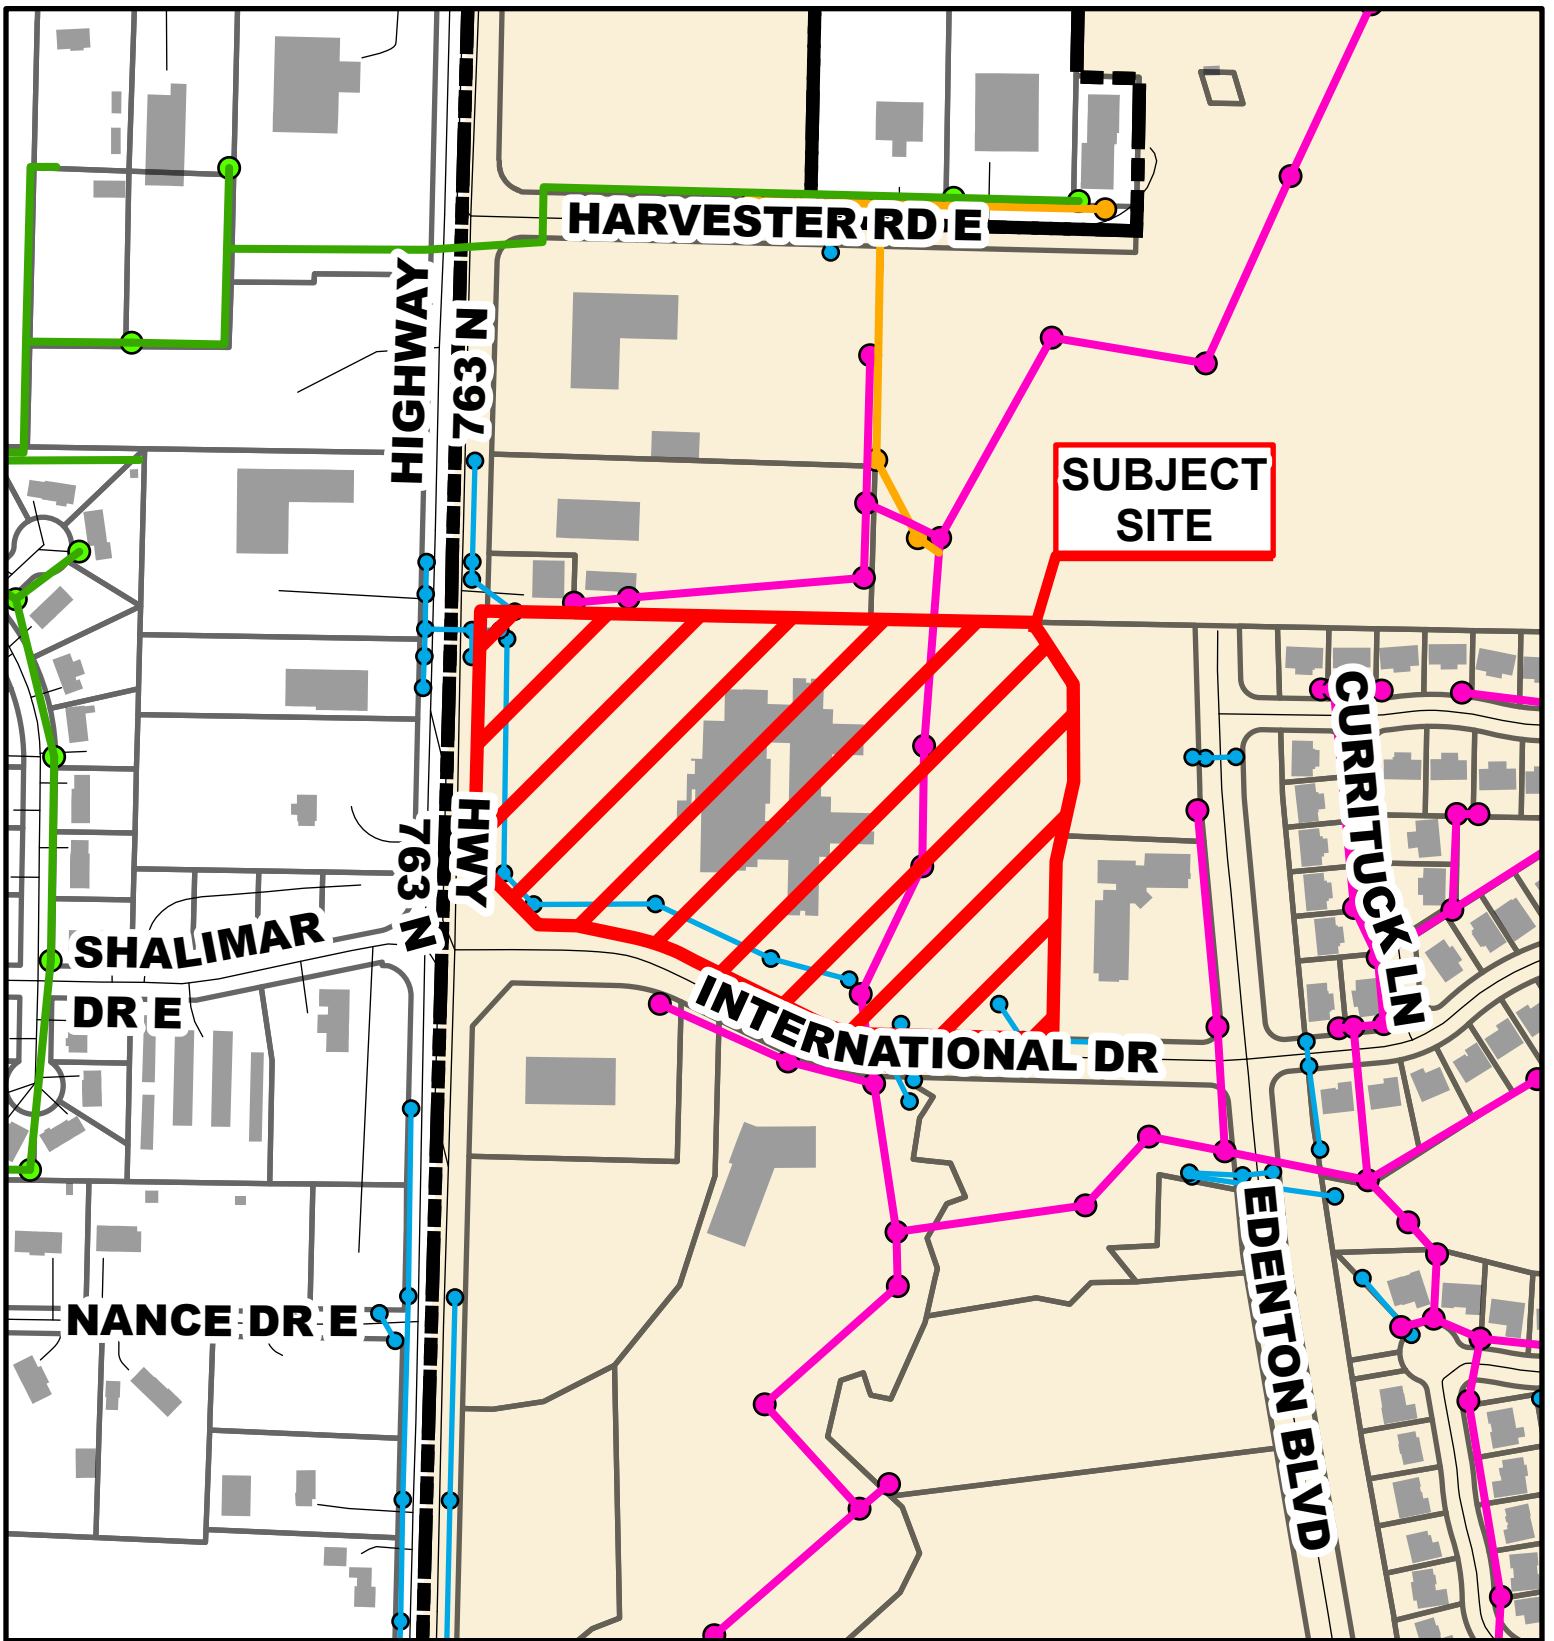 HARVESTER RD E
HIGHWAY
763 N
SUBJECT
SITE
CURRITUCK LN
HWY
763 N
SHALIMAR
DR E
INTERNATIONAL DR
EDENTON BLVD
NANCE DR E